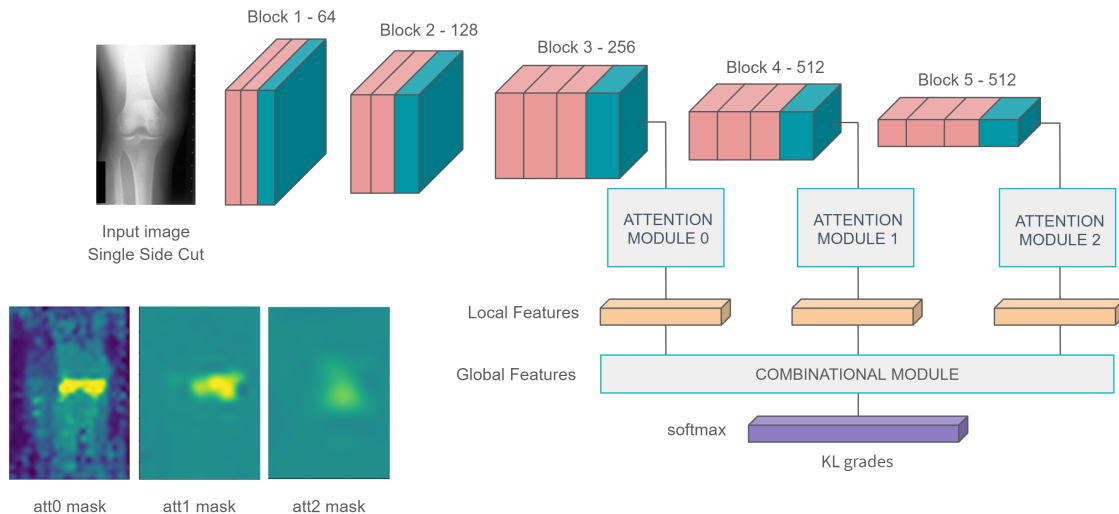 Block 1 - 64
Block 2 - 128
Block 3 - 256
Block 4 - 512
Block 5 - 512
Input image
Single Side Cut
ATTENTION
MODULE 0
ATTENTION
MODULE 1
ATTENTION
MODULE 2
Local Features
Global Features
COMBINATIONAL MODULE
softmax
KL grades
att0 mask
att1 mask
att2 mask